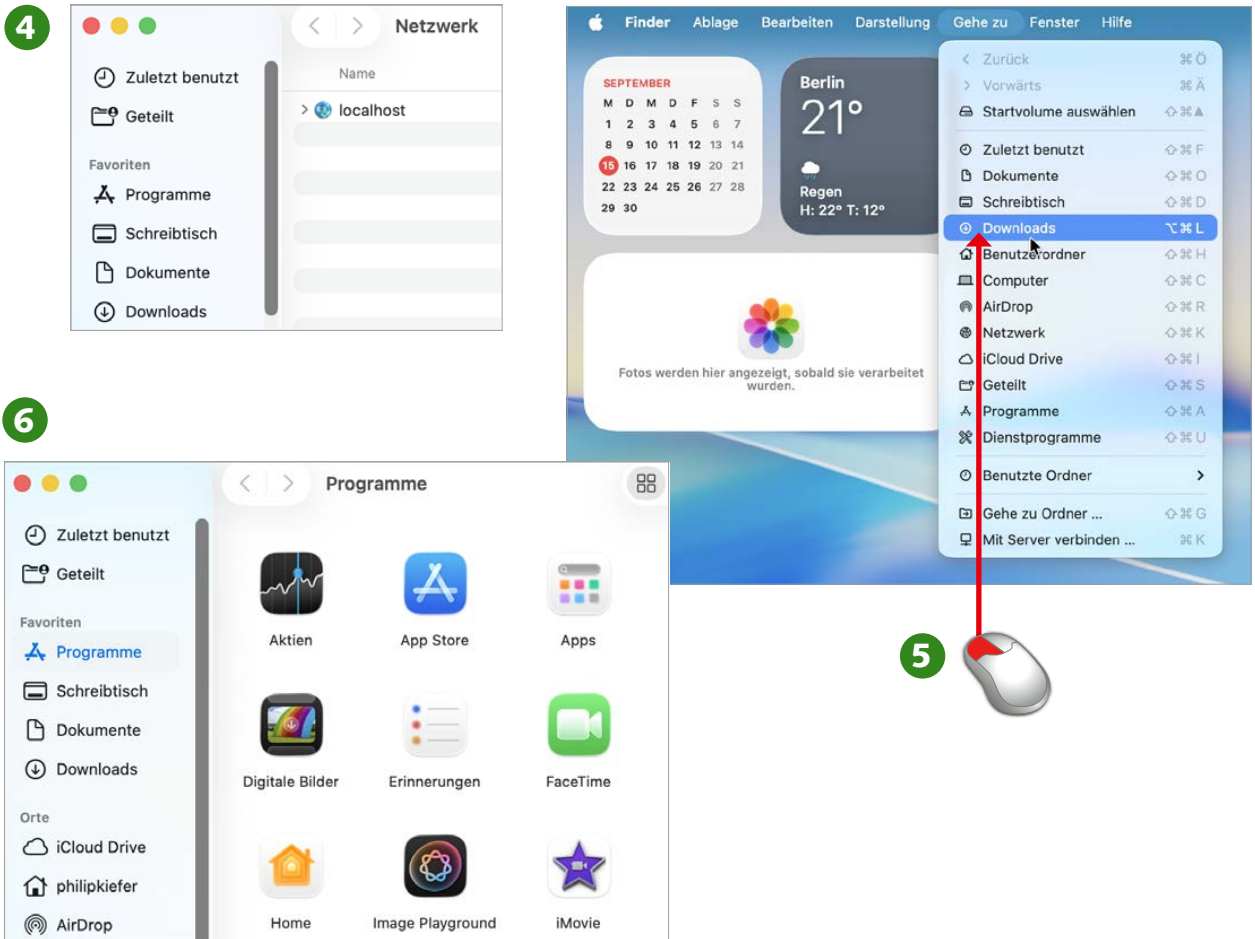 4
Netzwerk
Zuletzt benutzt
Geteilt
Favoriten
Programme
Schreibtisch
Dokumente
Downloads
Name
localhost
Finder Ablage Bearbeiten Darstellung Gehe zu Fenster Hilfe
SEPTEMBER
M D M D F S S
1 2 3 4 5 6 7
8 9 10 11 12 13 14
15 16 17 18 19 20 21
22 23 24 25 26 27 28
29 30
Berlin
21°
Regen
H: 22° T: 12°
Fotos werden hier angezeigt, sobald sie verarbeitet
wurden.
Zurück ⌘ Ö
Vorwärts ⌘ Ä
Startvolume auswählen ⇧⌘▲
Zuletzt benutzt ⇧⌘ F
Dokumente ⇧⌘ O
Schreibtisch ⇧⌘ D
Downloads ⌥⌘ L
Benutzerordner ⇧⌘ H
Computer ⇧⌘ C
AirDrop ⇧⌘ R
Netzwerk ⇧⌘ K
iCloud Drive ⇧⌘ I
Geteilt ⇧⌘ S
Programme ⇧⌘ A
Dienstprogramme ⇧⌘ U
Benutzte Ordner
Gehe zu Ordner ... ⇧⌘ G
Mit Server verbinden ... ⌘ K
5
6
Programme
Zuletzt benutzt
Geteilt
Favoriten
Programme
Schreibtisch
Dokumente
Downloads
Orte
iCloud Drive
philipkiefer
AirDrop
Aktien App Store Apps
Digitale Bilder Erinnerungen FaceTime
Home Image Playground iMovie